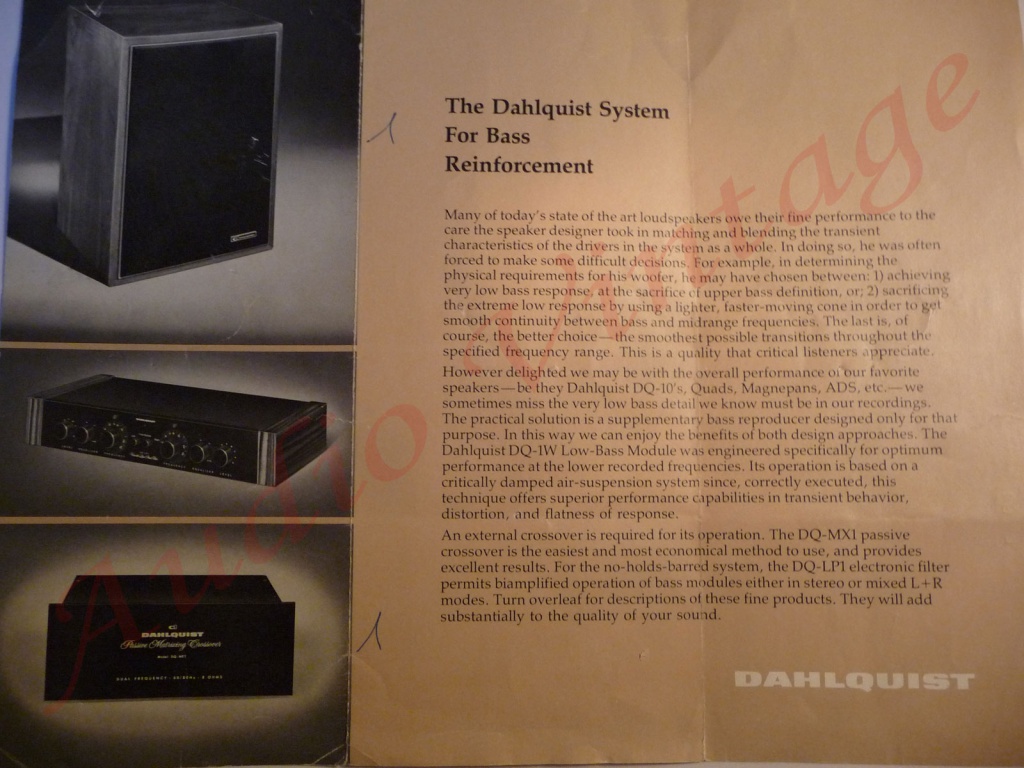 The Dahlquist System
For Bass
Reinforcement
Many of today's state of the art loudspeakers owe their fine performance to the
care the speaker designer took in matching and blending the transient
characteristics of the drivers in the system as a whole. In doing so, he was often
forced to make some difficult decisions. For example, in determining the
physical requirements for his woofer, he may have chosen between: 1) achieving
very low bass response, at the sacrifice of upper bass definition, or; 2) sacrificing
the extreme low response by using a lighter, faster-moving cone in order to get
smooth continuity between bass and midrange frequencies. The last is, of
course, the better choice—the smoothest possible transitions throughout the
specified frequency range. This is a quality that critical listeners appreciate.
However delighted we may be with the overall performance of our favorite
speakers—be they Dahlquist DQ-10's, Quads, Magnepans, ADS, etc.—we
sometimes miss the very low bass detail we know must be in our recordings.
The practical solution is a supplementary bass reproducer designed only for that
purpose. In this way we can enjoy the benefits of both design approaches. The
Dahlquist DQ-1W Low-Bass Module was engineered specifically for optimum
performance at the lower recorded frequencies. Its operation is based on a
critically damped air-suspension system since, correctly executed, this
technique offers superior performance capabilities in transient behavior,
distortion, and flatness of response.
An external crossover is required for its operation. The DQ-MX1 passive
crossover is the easiest and most economical method to use, and provides
excellent results. For the no-holds-barred system, the DQ-LP1 electronic filter
permits biamplified operation of bass modules either in stereo or mixed L+R
modes. Turn overleaf for descriptions of these fine products. They will add
substantially to the quality of your sound.
DAHLQUIST
DAHLQUIST
Passive Matrixing Crossover
Audio Vintage